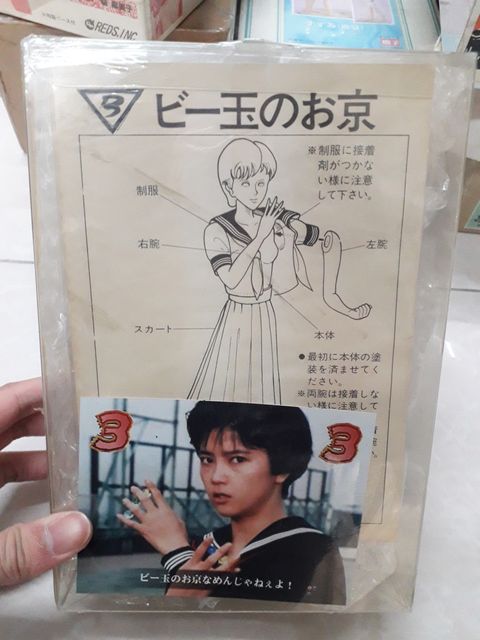 REDS, INC
B
ビー玉のお京
※制服に接着
剤がつかな
い様に注意
して下さい。
制服
右腕
左腕
スカート
本体
●最初に本体の塗
装を済ませてく
ださい。
※両腕は接着しな
い様に注意して
3
3
ビー玉のお京なめんじゃねぇよ!